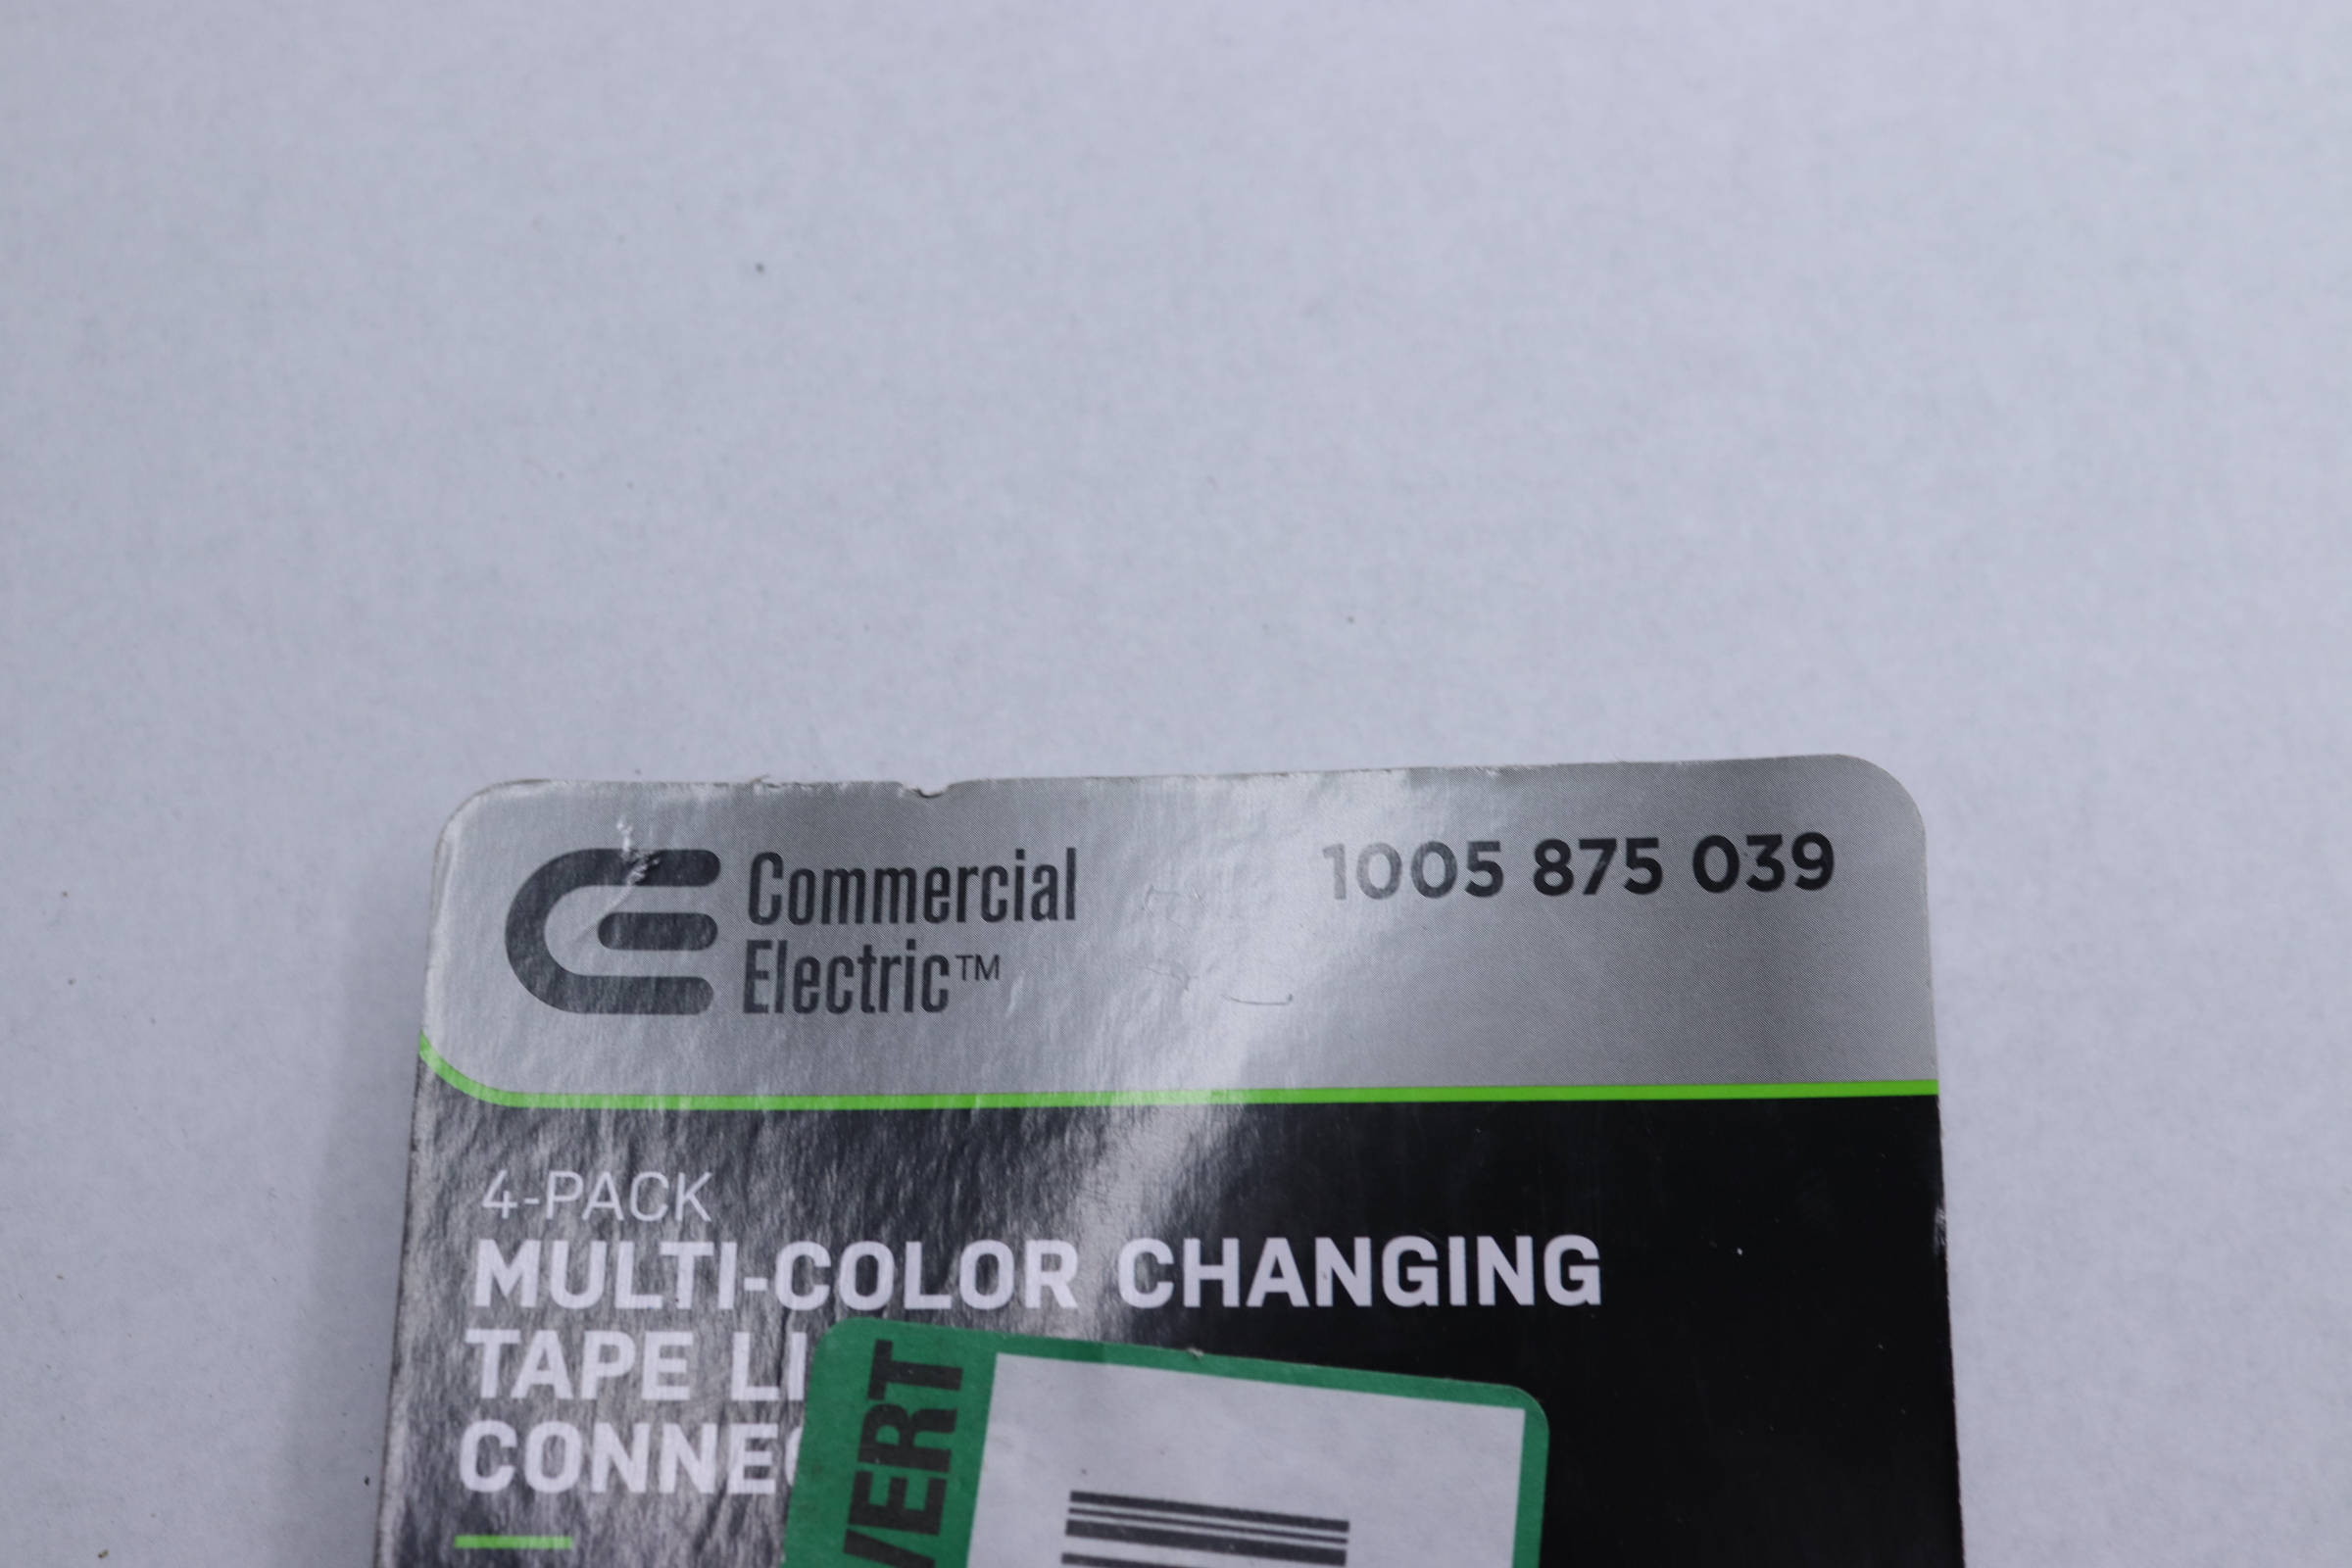 Commercial
Electric™
1005 875 039
4-PACK
MULTI-COLOR CHANGING
TAPE LI
CONNEC
VERT